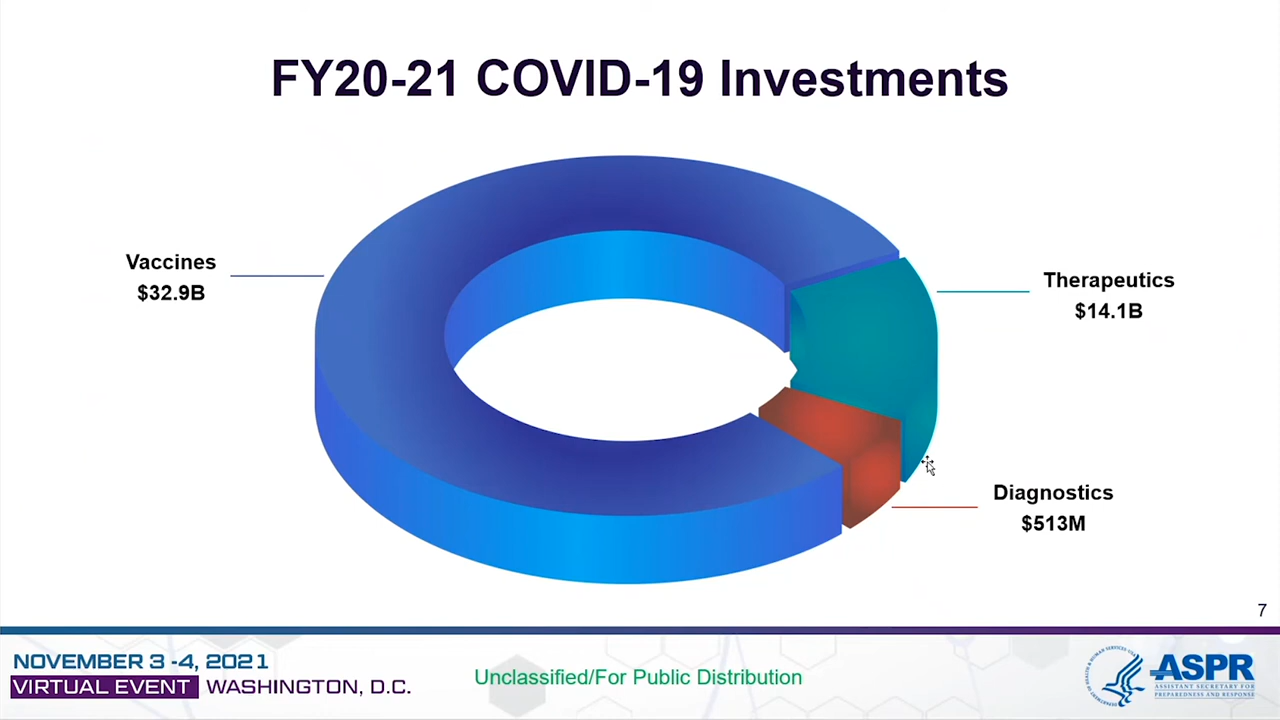 FY20-21 COVID-19 Investments
Vaccines
$32.9B
Therapeutics
$14.1B
Diagnostics
$513M
7
NOVEMBER 3 -4, 2021
VIRTUAL EVENT WASHINGTON, D.C.
Unclassified/For Public Distribution
ASPR
ASSISTANT SECRETARY FOR
PREPAREDNESS AND RESPONSE